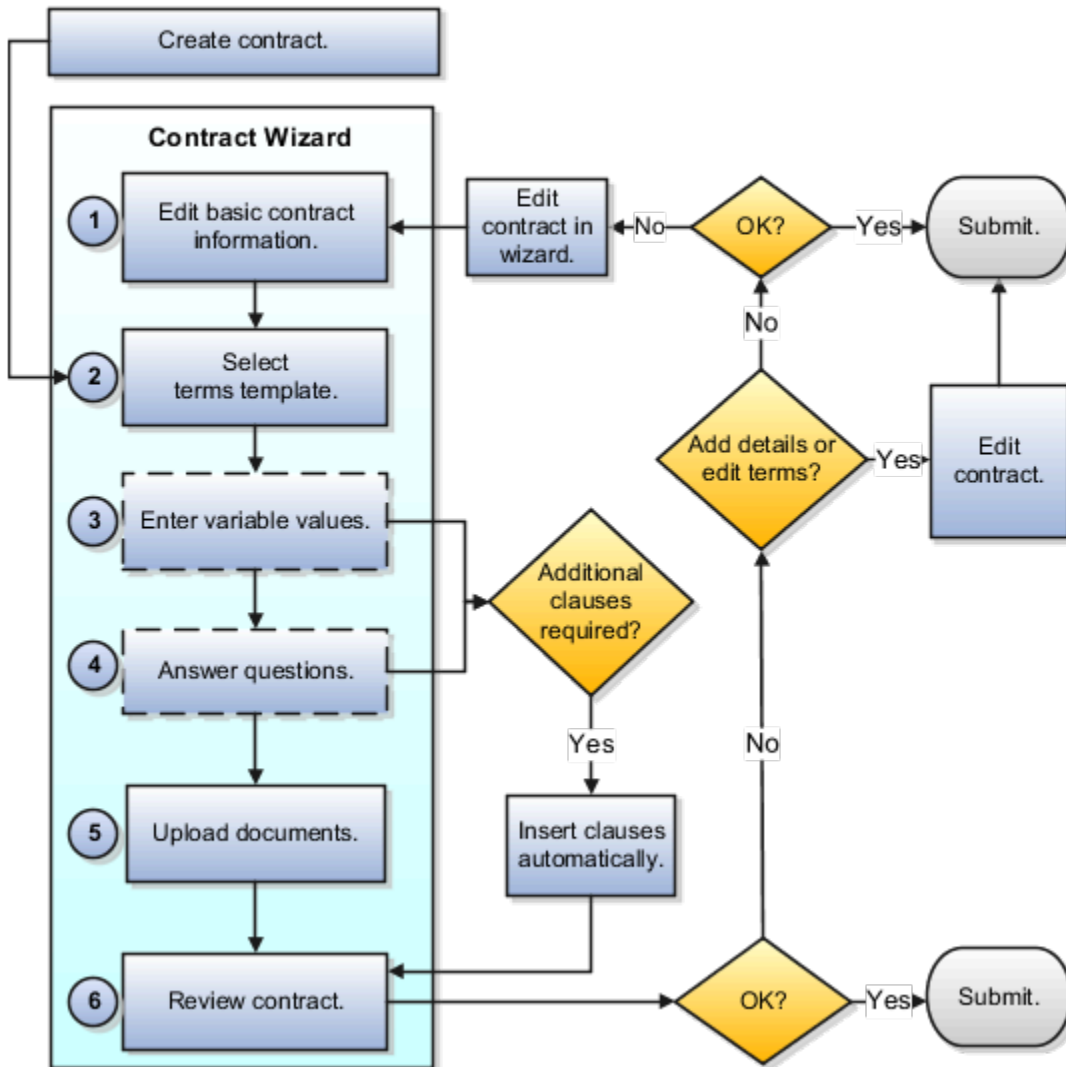 Create contract.
Contract Wizard
1
Edit basic contract
information.
Edit
contract in
wizard.
No
OK?
Yes
Submit.
No
2
Select
terms template.
Add details or
edit terms?
Yes
Edit
contract.
3
Enter variable values.
Additional
clauses
required?
4
Answer questions.
Yes
No
5
Upload documents.
Insert clauses
automatically.
6
Review contract.
OK?
Yes
Submit.